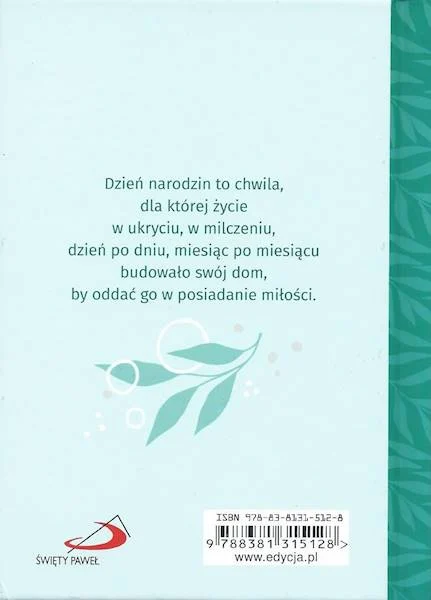 Dzień narodzin to chwila,
dla której życie
w ukryciu, w milczeniu,
dzień po dniu, miesiąc po miesiącu
budowało swój dom,
by oddać go w posiadanie miłości.
ISBN 978-83-8131-512-8
9 788381 315128 >
www.edycja.pl
ŚWIĘTY PAWEŁ